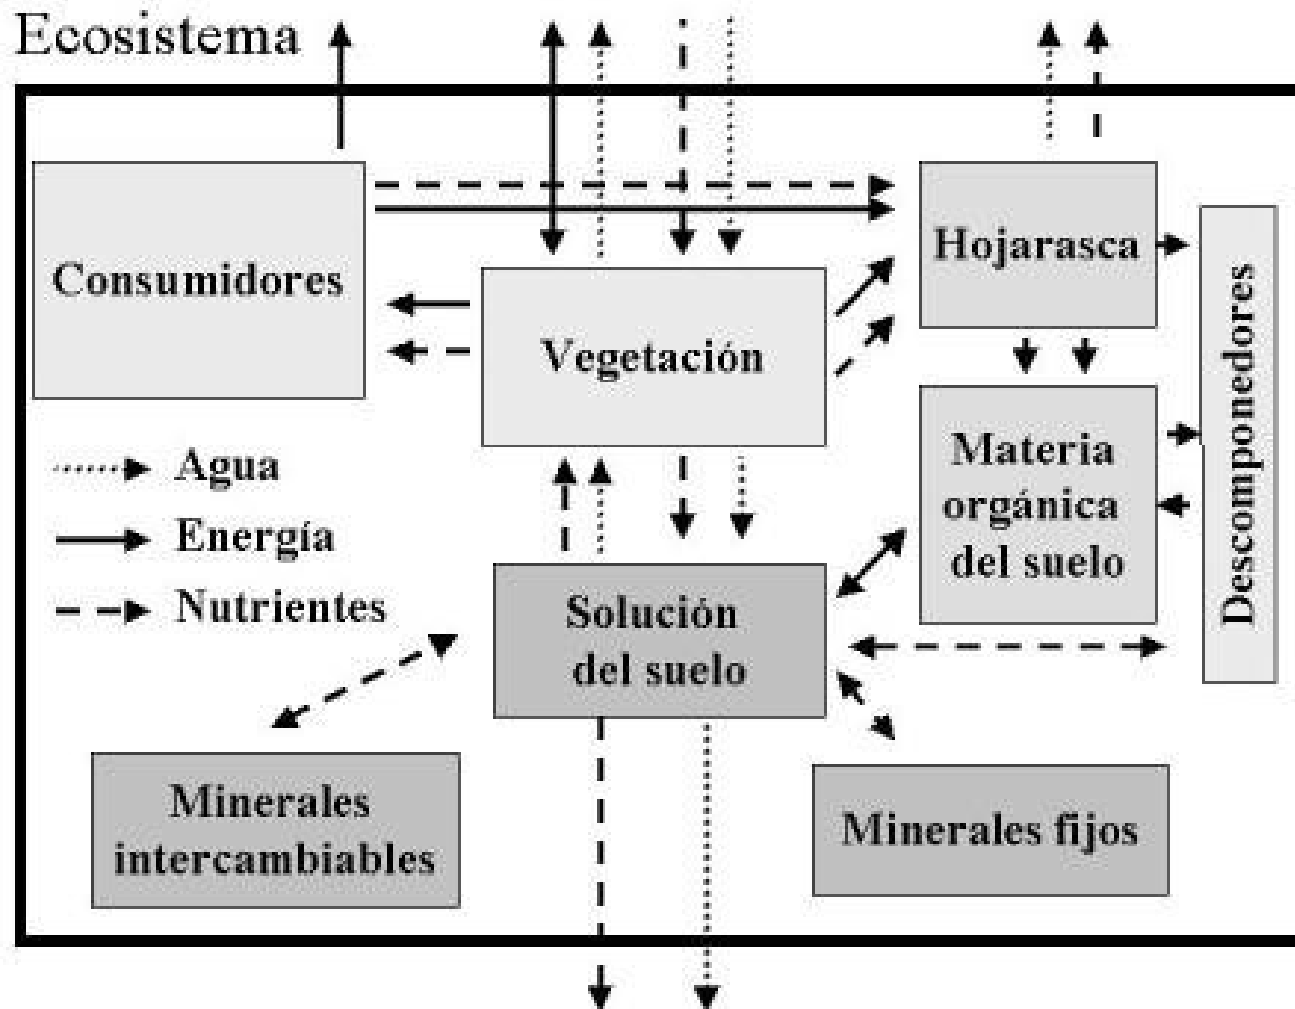 Ecosistema
Consumidores
Vegetación
Hojarasca
Descomponedores
Materia
orgánica
del suelo
Agua
Energía
Nutrientes
Solución
del suelo
Minerales
intercambiables
Minerales fijos